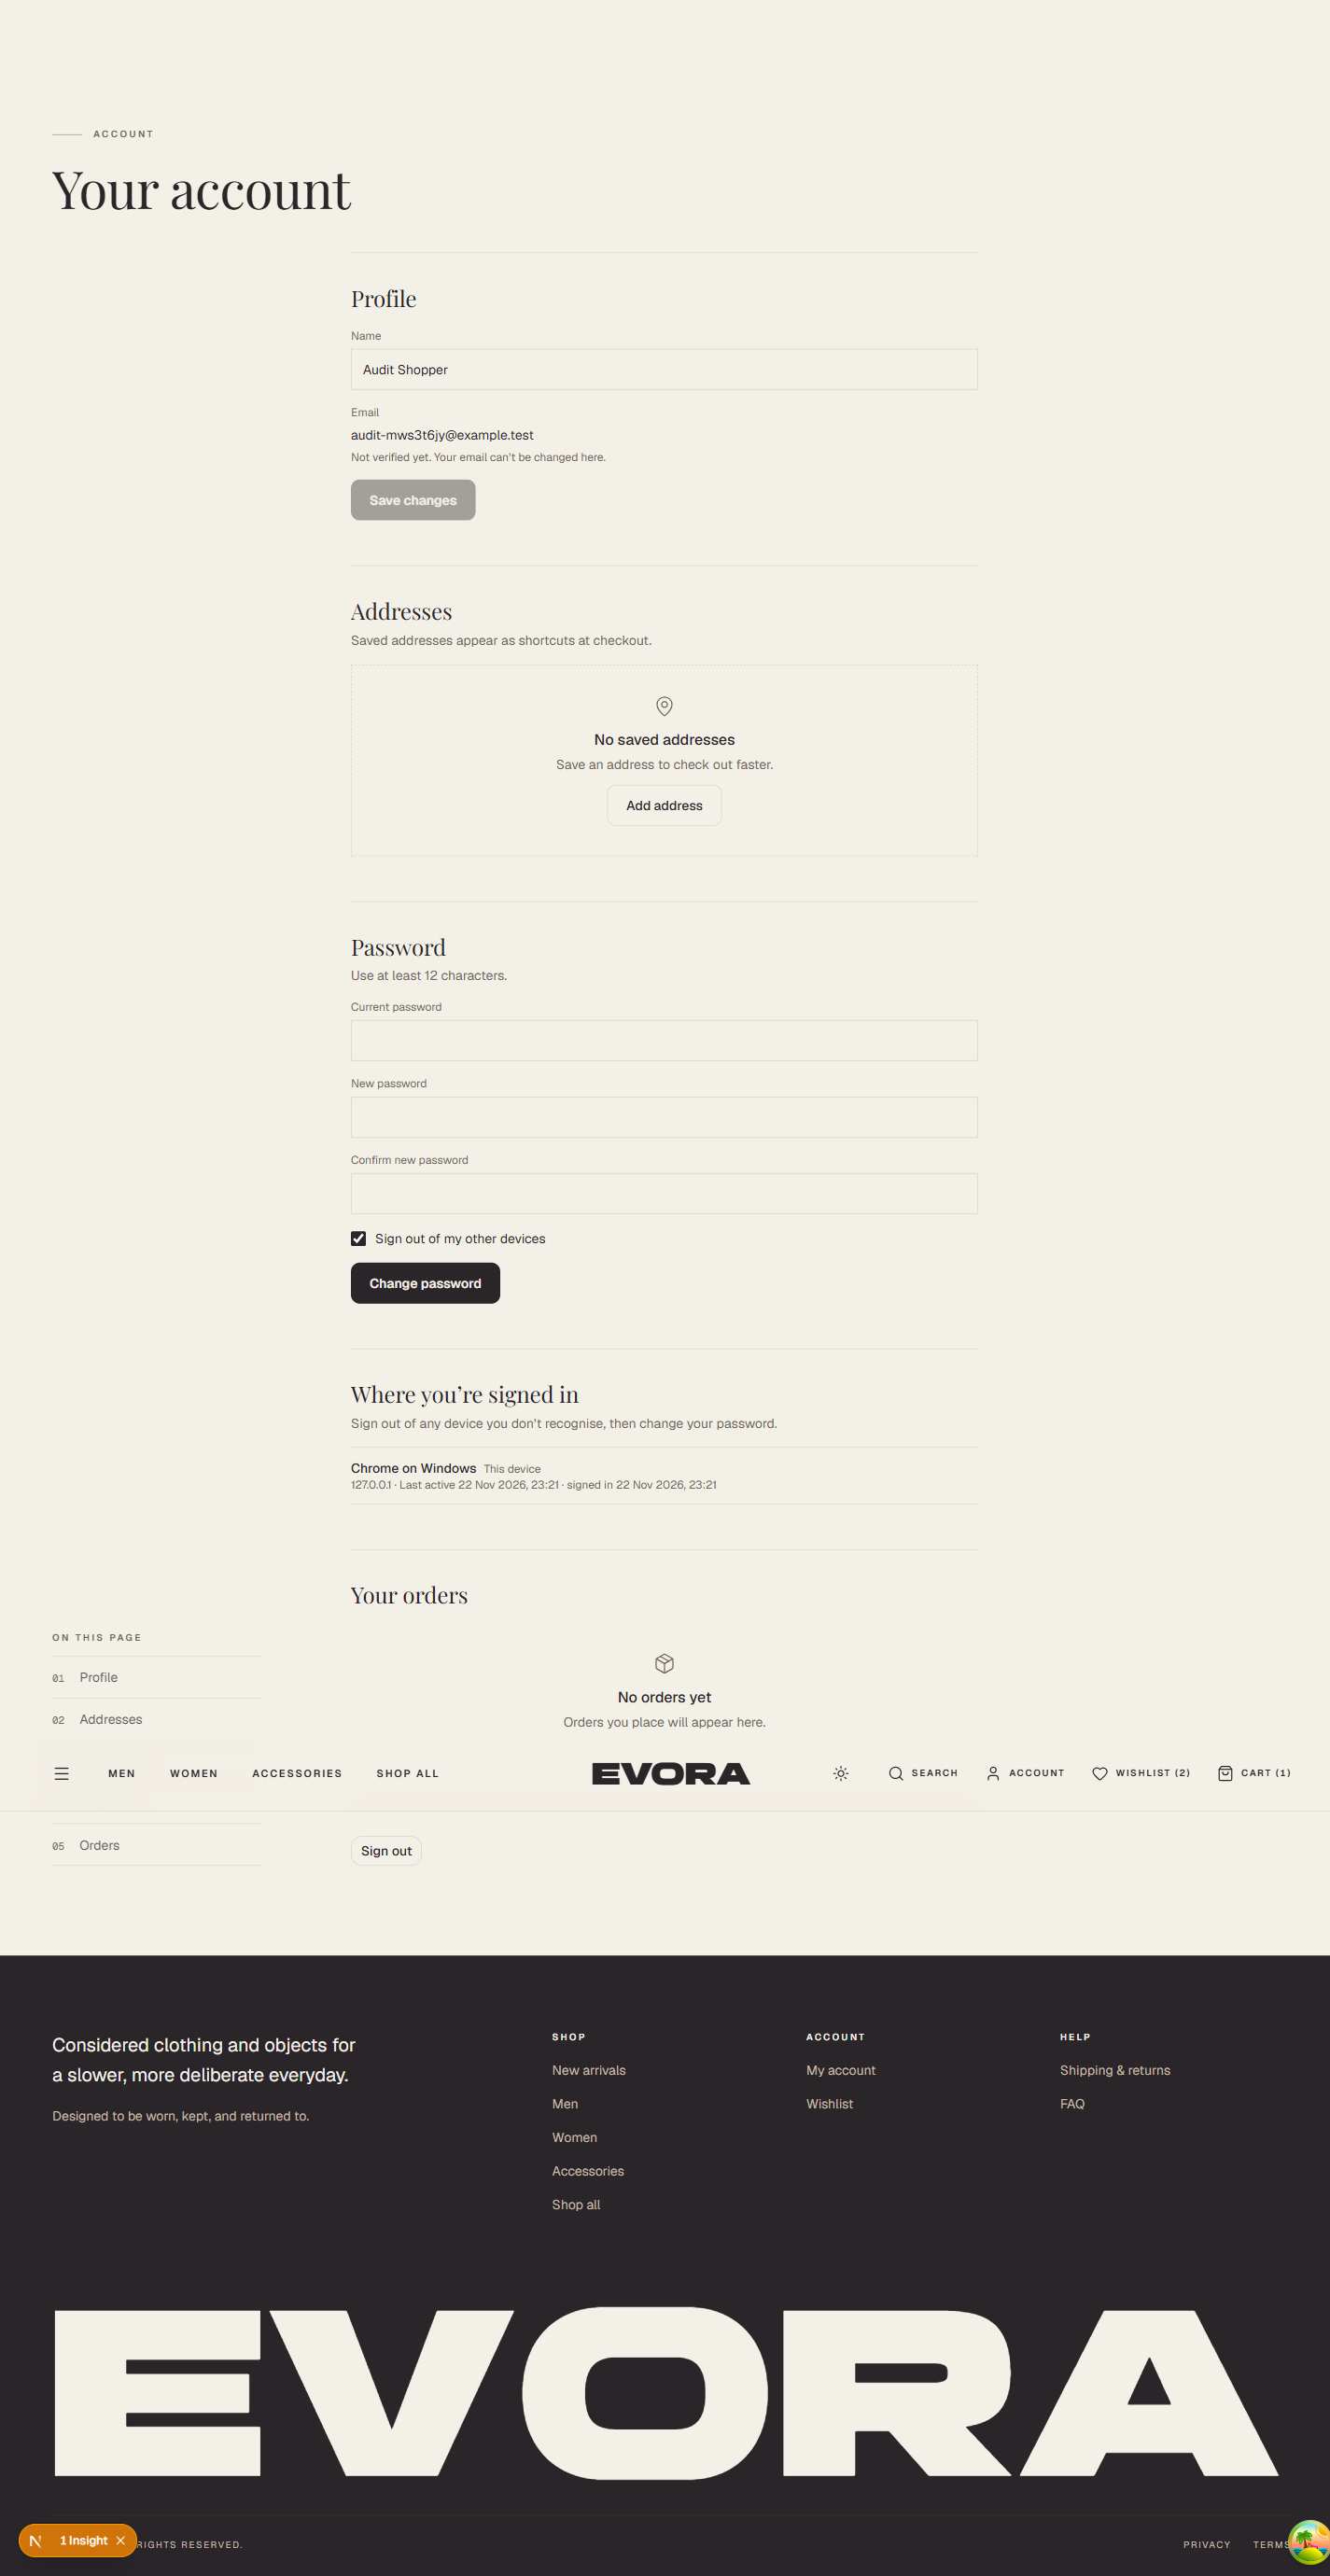 ACCOUNT
Your account
Profile
Name
Audit Shopper
Email
audit-mws3t6jy@example.test
Not verified yet. Your email can't be changed here.
Save changes
Addresses
Saved addresses appear as shortcuts at checkout.
No saved addresses
Save an address to check out faster.
Add address
Password
Use at least 12 characters.
Current password
New password
Confirm new password
Sign out of my other devices
Change password
Where you’re signed in
Sign out of any device you don't recognise, then change your password.
Chrome on Windows This device
127.0.0.1 · Last active 22 Nov 2026, 23:21 · signed in 22 Nov 2026, 23:21
Your orders
ON THIS PAGE
01 Profile
02 Addresses
No orders yet
Orders you place will appear here.
MEN WOMEN ACCESSORIES SHOP ALL EVORA SEARCH ACCOUNT WISHLIST (2) CART (1)
05 Orders
Sign out
Considered clothing and objects for
a slower, more deliberate everyday.
Designed to be worn, kept, and returned to.
SHOP
New arrivals
Men
Women
Accessories
Shop all
ACCOUNT
My account
Wishlist
HELP
Shipping & returns
FAQ
EVORA
1 Insight
RIGHTS RESERVED.
PRIVACY TERMS